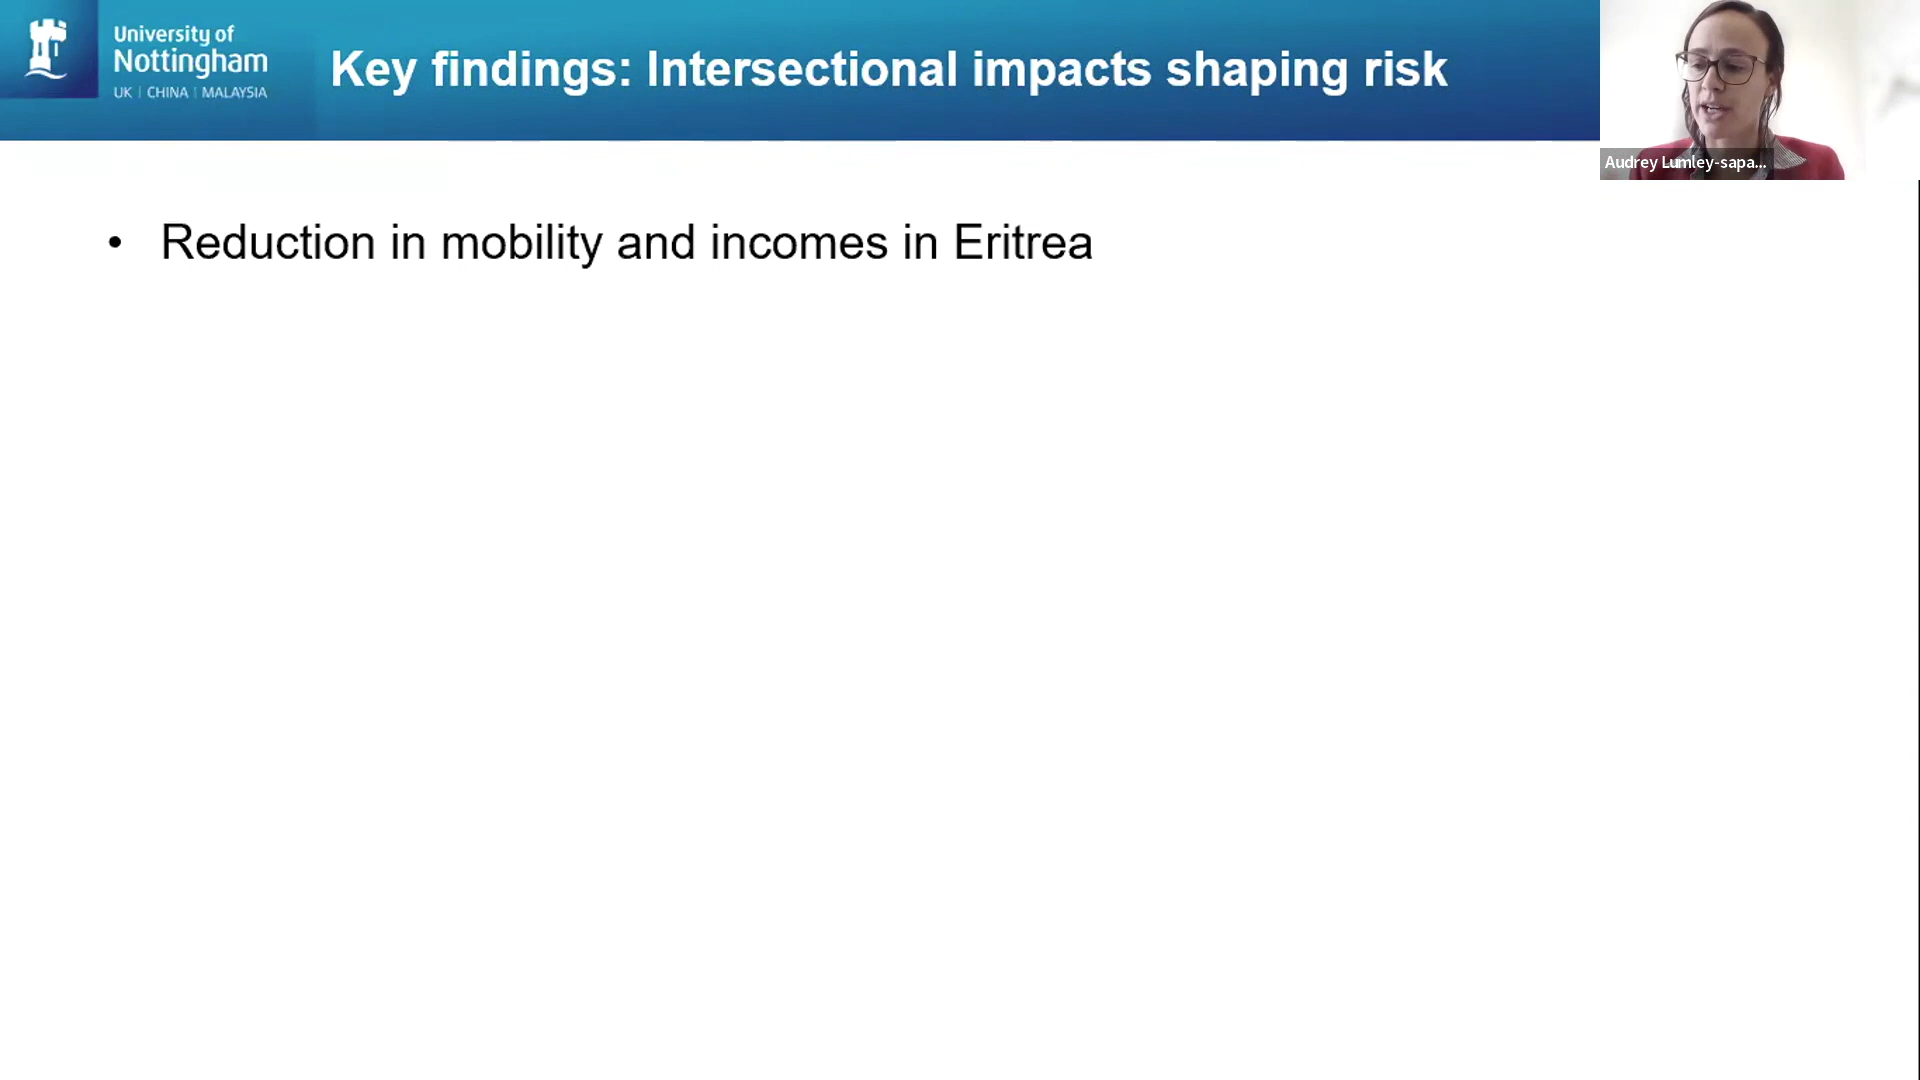 University of
Nottingham
UK | CHINA | MALAYSIA
Key findings: Intersectional impacts shaping risk
Audrey Lumley-sapa...
• Reduction in mobility and incomes in Eritrea